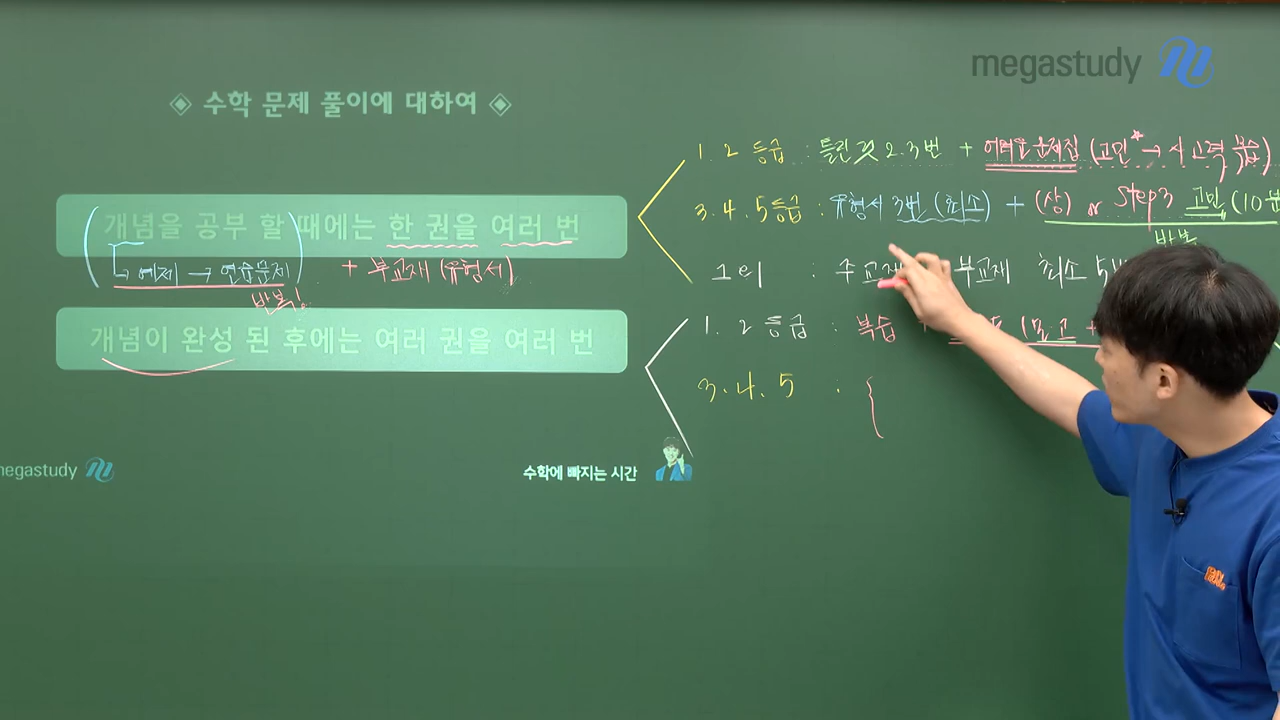 megastudy
◈ 수학 문제 풀이에 대하여 ◈
개념을 공부 할 때에는 한 권을 여러 번
↳ 예제 → 연습문제
반복!
+ 부교재 (유형서)
개념이 완성 된 후에는 여러 권을 여러 번
megastudy
수학에 빠지는 시간
1. 2 등급 : 틀린 것 2.3번 + 어려운 문제집 (고민★ → 사고력 복습)
3. 4. 5등급 : 유형서 3번 (최소) + (상) or Step3 고민 (10분
반복
그외 : 주교재 부교재 최소 5번
1. 2 등급 : 복습 +
3. 4. 5 : {